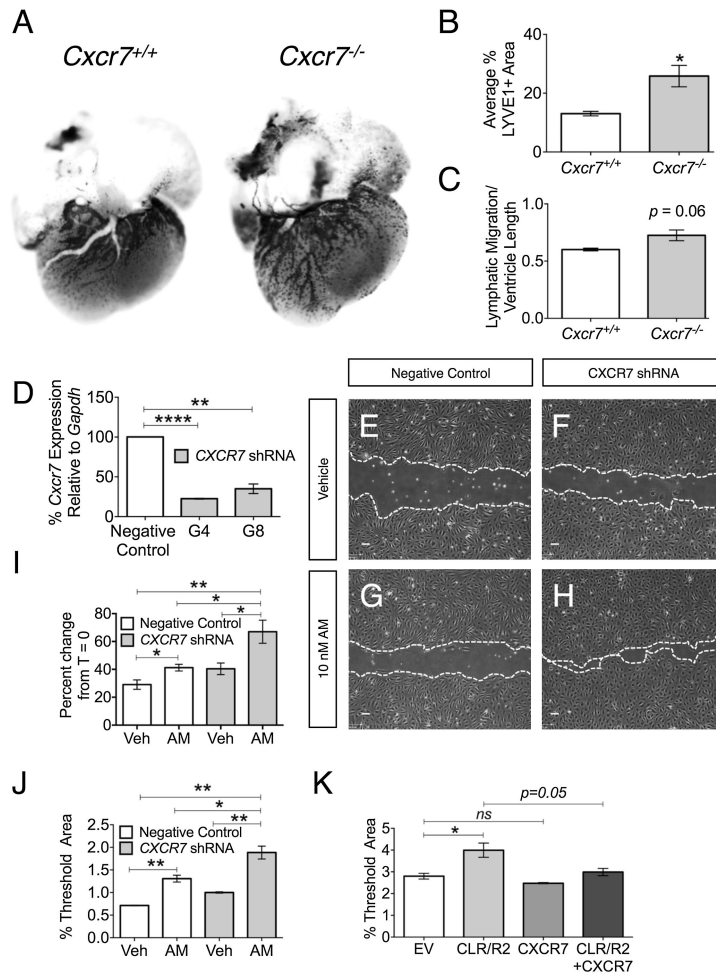 A
Cxcr7+/+
Cxcr7-/-
B
Average %
LYVE1+ Area
40
20
0
*
Cxcr7+/+
Cxcr7-/-
C
Lymphatic Migration/
Ventricle Length
1.0
0.5
0.0
p = 0.06
Cxcr7+/+
Cxcr7-/-
D
% Cxcr7 Expression
Relative to Gapdh
150
100
50
0
**
****
CXCR7 shRNA
Negative
Control
G4
G8
Negative Control
CXCR7 shRNA
Vehicle
E
F
10 nM AM
G
H
I
Percent change
from T = 0
80
60
40
20
0
**
*
*
*
Negative Control
CXCR7 shRNA
Veh
AM
Veh
AM
J
% Threshold Area
2.5
2.0
1.5
1.0
0.5
0.0
**
*
**
**
Negative Control
CXCR7 shRNA
Veh
AM
Veh
AM
K
% Threshold Area
5
4
3
2
1
0
p=0.05
ns
*
EV
CLR/R2
CXCR7
CLR/R2
+CXCR7